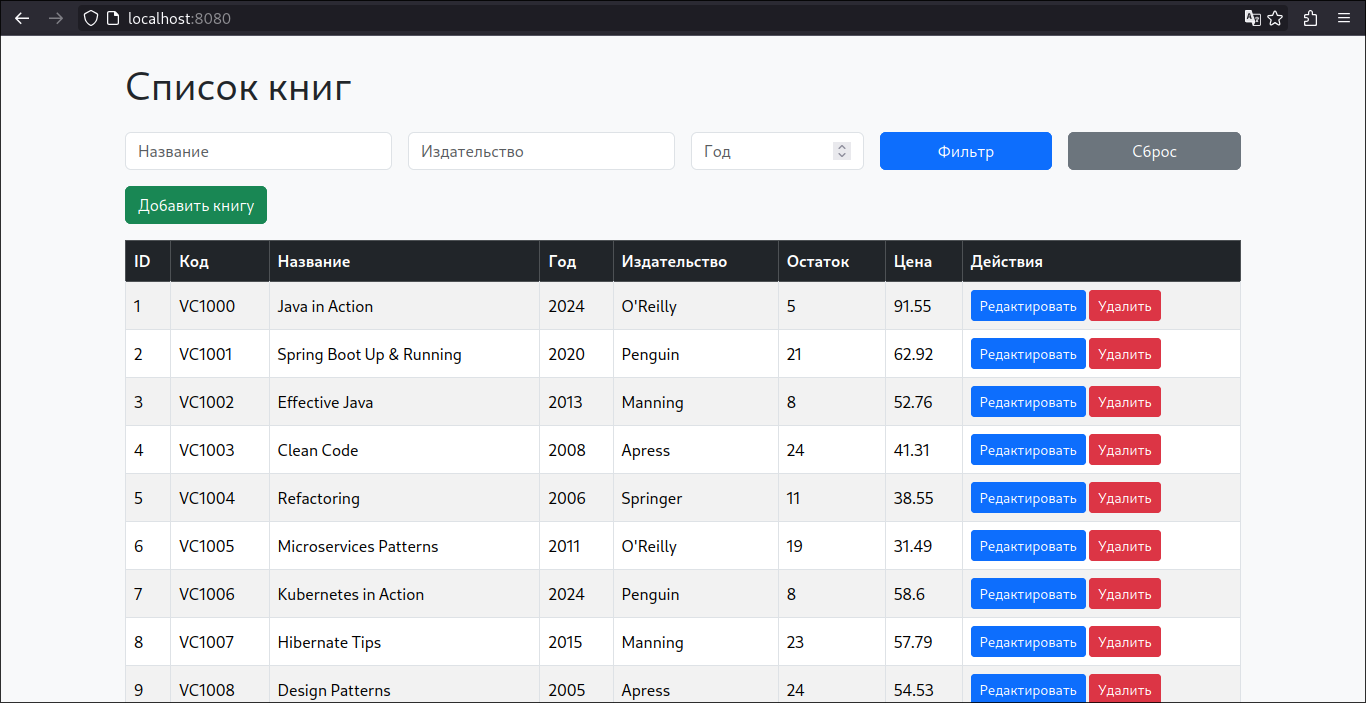 localhost:8080
Список книг
Название Издательство Год Фильтр Сброс
Добавить книгу
ID Код Название Год Издательство Остаток Цена Действия
1 VC1000 Java in Action 2024 O'Reilly 5 91.55 Редактировать Удалить
2 VC1001 Spring Boot Up & Running 2020 Penguin 21 62.92 Редактировать Удалить
3 VC1002 Effective Java 2013 Manning 8 52.76 Редактировать Удалить
4 VC1003 Clean Code 2008 Apress 24 41.31 Редактировать Удалить
5 VC1004 Refactoring 2006 Springer 11 38.55 Редактировать Удалить
6 VC1005 Microservices Patterns 2011 O'Reilly 19 31.49 Редактировать Удалить
7 VC1006 Kubernetes in Action 2024 Penguin 8 58.6 Редактировать Удалить
8 VC1007 Hibernate Tips 2015 Manning 23 57.79 Редактировать Удалить
9 VC1008 Design Patterns 2005 Apress 24 54.53 Редактировать Удалить